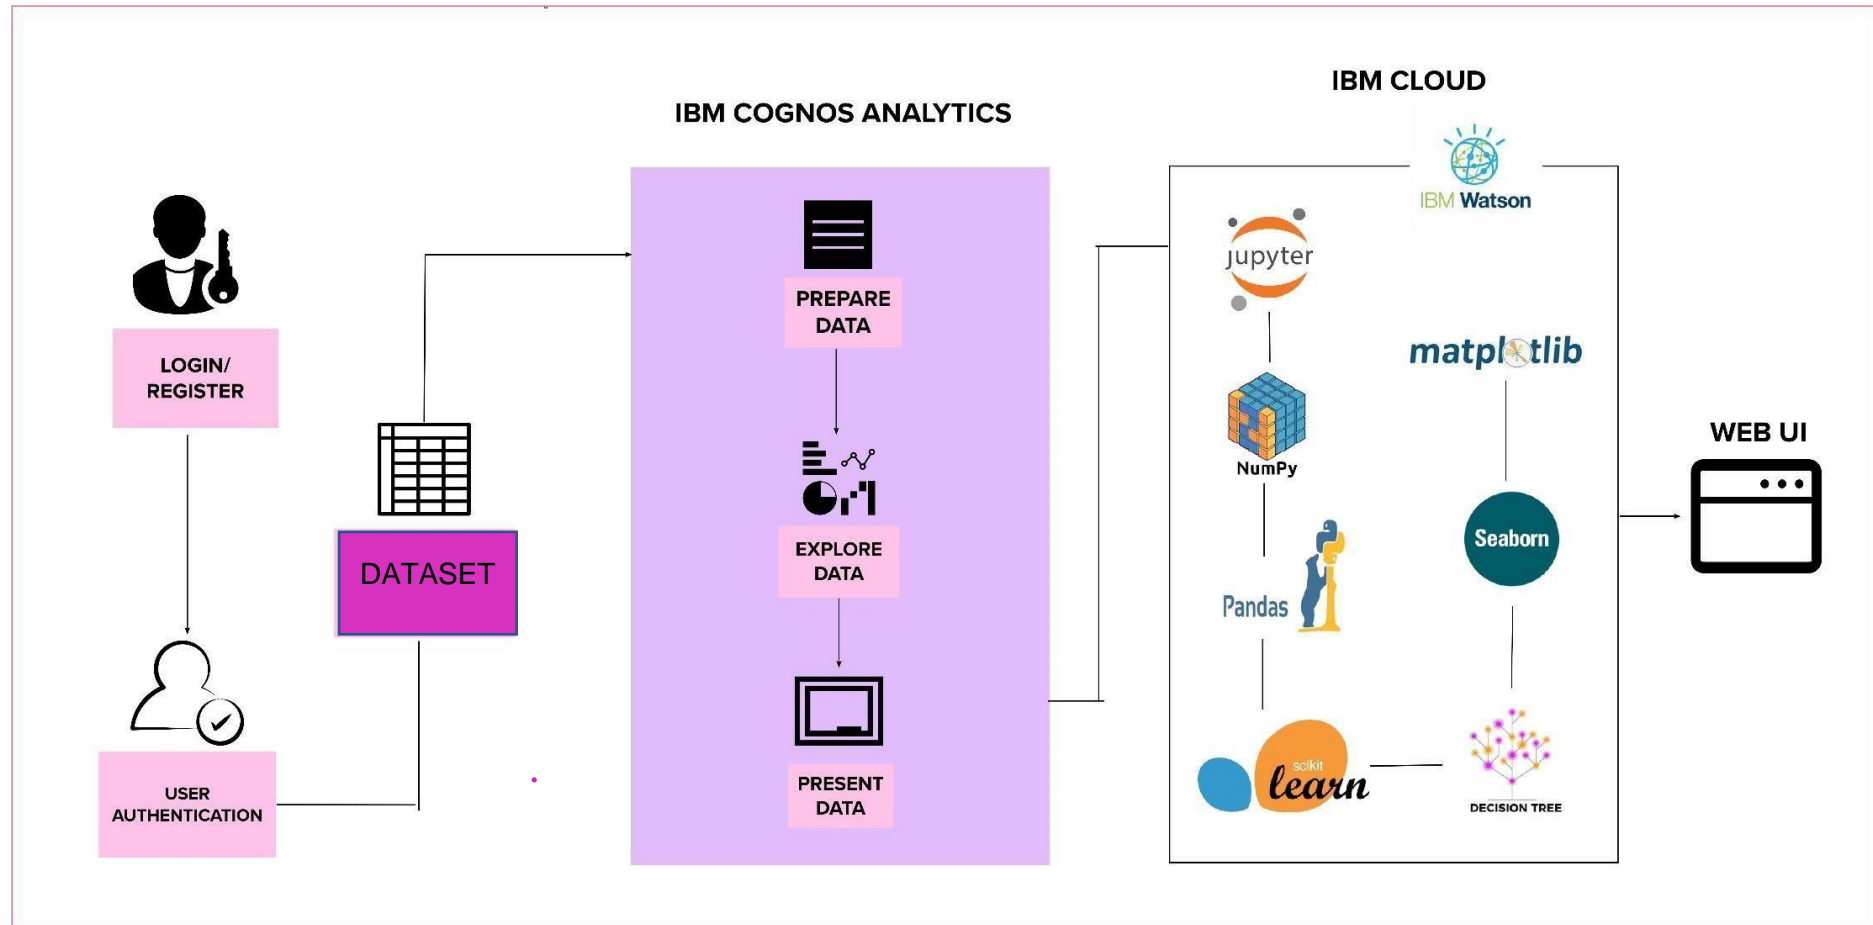 IBM COGNOS ANALYTICS
IBM CLOUD
IBM Watson
LOGIN/
REGISTER
DATASET
USER
AUTHENTICATION
PREPARE
DATA
EXPLORE
DATA
PRESENT
DATA
jupyter
NumPy
Pandas
scikit
learn
matplotlib
Seaborn
DECISION TREE
WEB UI